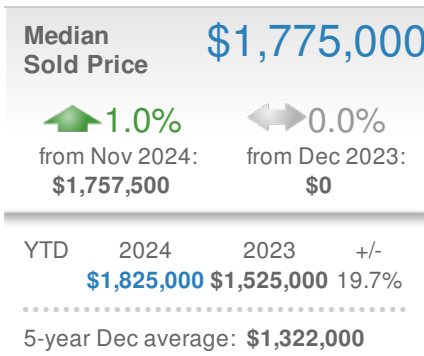 Median $1,775,000
Sold Price
1.0% 0.0%
from Nov 2024: from Dec 2023:
$1,757,500 $0
YTD 2024 2023 +/-
$1,825,000 $1,525,000 19.7%
5-year Dec average: $1,322,000